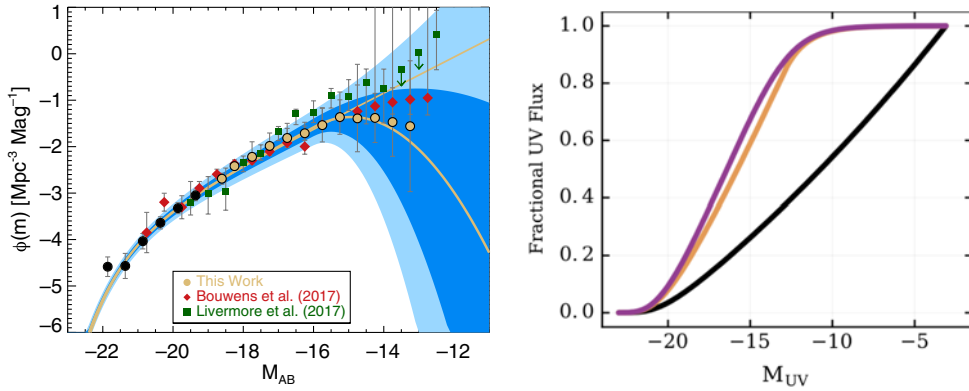 1
0
−1
−2
−3
−4
−5
−6
ϕ(m) [Mpc⁻³ Mag⁻¹]
This Work
Bouwens et al. (2017)
Livermore et al. (2017)
−22 −20 −18 −16 −14 −12
M_AB
1.0
0.8
0.6
0.4
0.2
0.0
Fractional UV Flux
−20 −15 −10 −5
M_UV